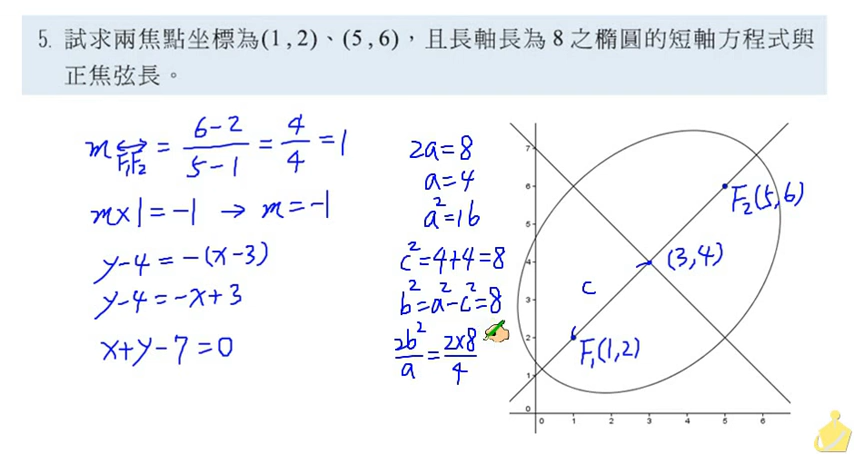 5. 試求兩焦點坐標為(1,2)、(5,6),且長軸長為 8 之橢圓的短軸方程式與
正焦弦長。
m F₁F₂ = 6-2 / 5-1 = 4/4 = 1
m×1=-1 → m=-1
y-4=-(x-3)
y-4=-x+3
x+y-7=0
2a=8
a=4
a²=16
c²=4+4=8
b²=a²-c²=8
2b²/a = 2×8/4
F₂(5,6)
(3,4)
c
F₁(1,2)
7
6
5
4
3
2
1
0
0 1 2 3 4 5 6